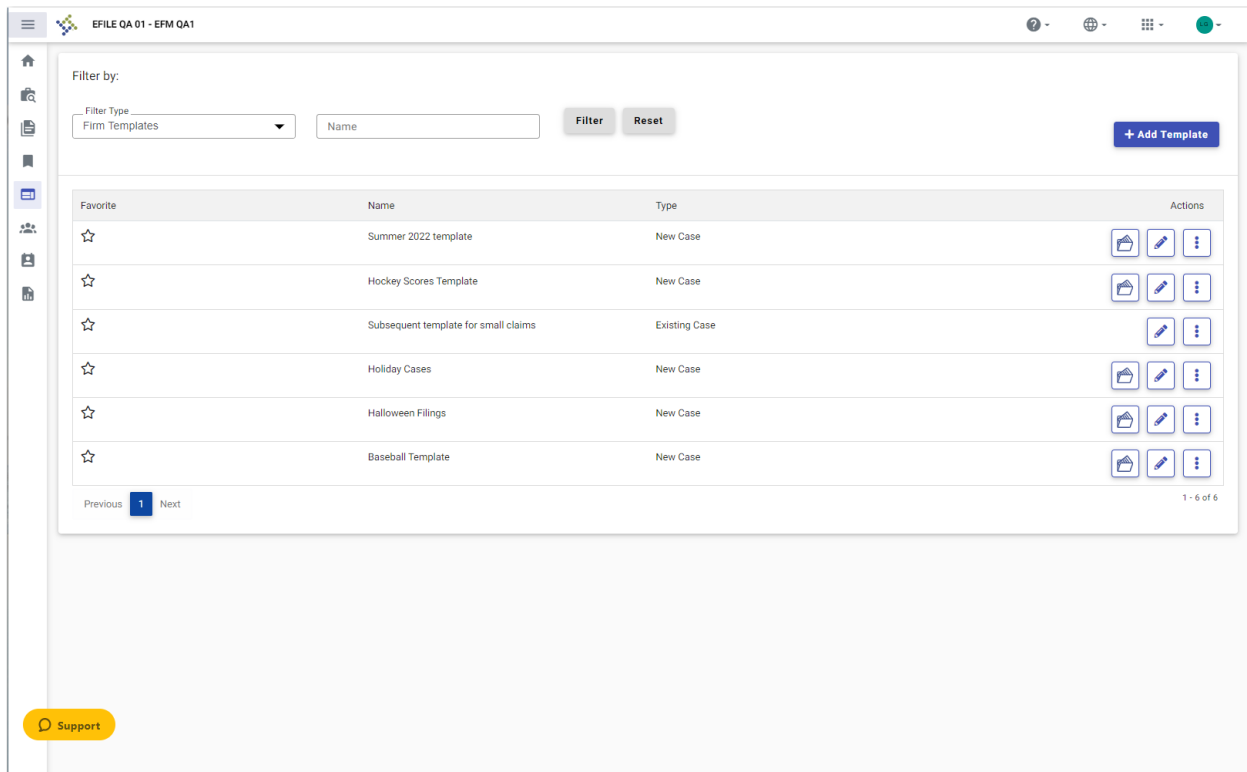 EFILE QA 01 - EFM QA1
Filter by:
Filter Type
Firm Templates
Name
Filter
Reset
+ Add Template
Favorite Name Type Actions
Summer 2022 template New Case
Hockey Scores Template New Case
Subsequent template for small claims Existing Case
Holiday Cases New Case
Halloween Filings New Case
Baseball Template New Case
Previous 1 Next
1 - 6 of 6
Support